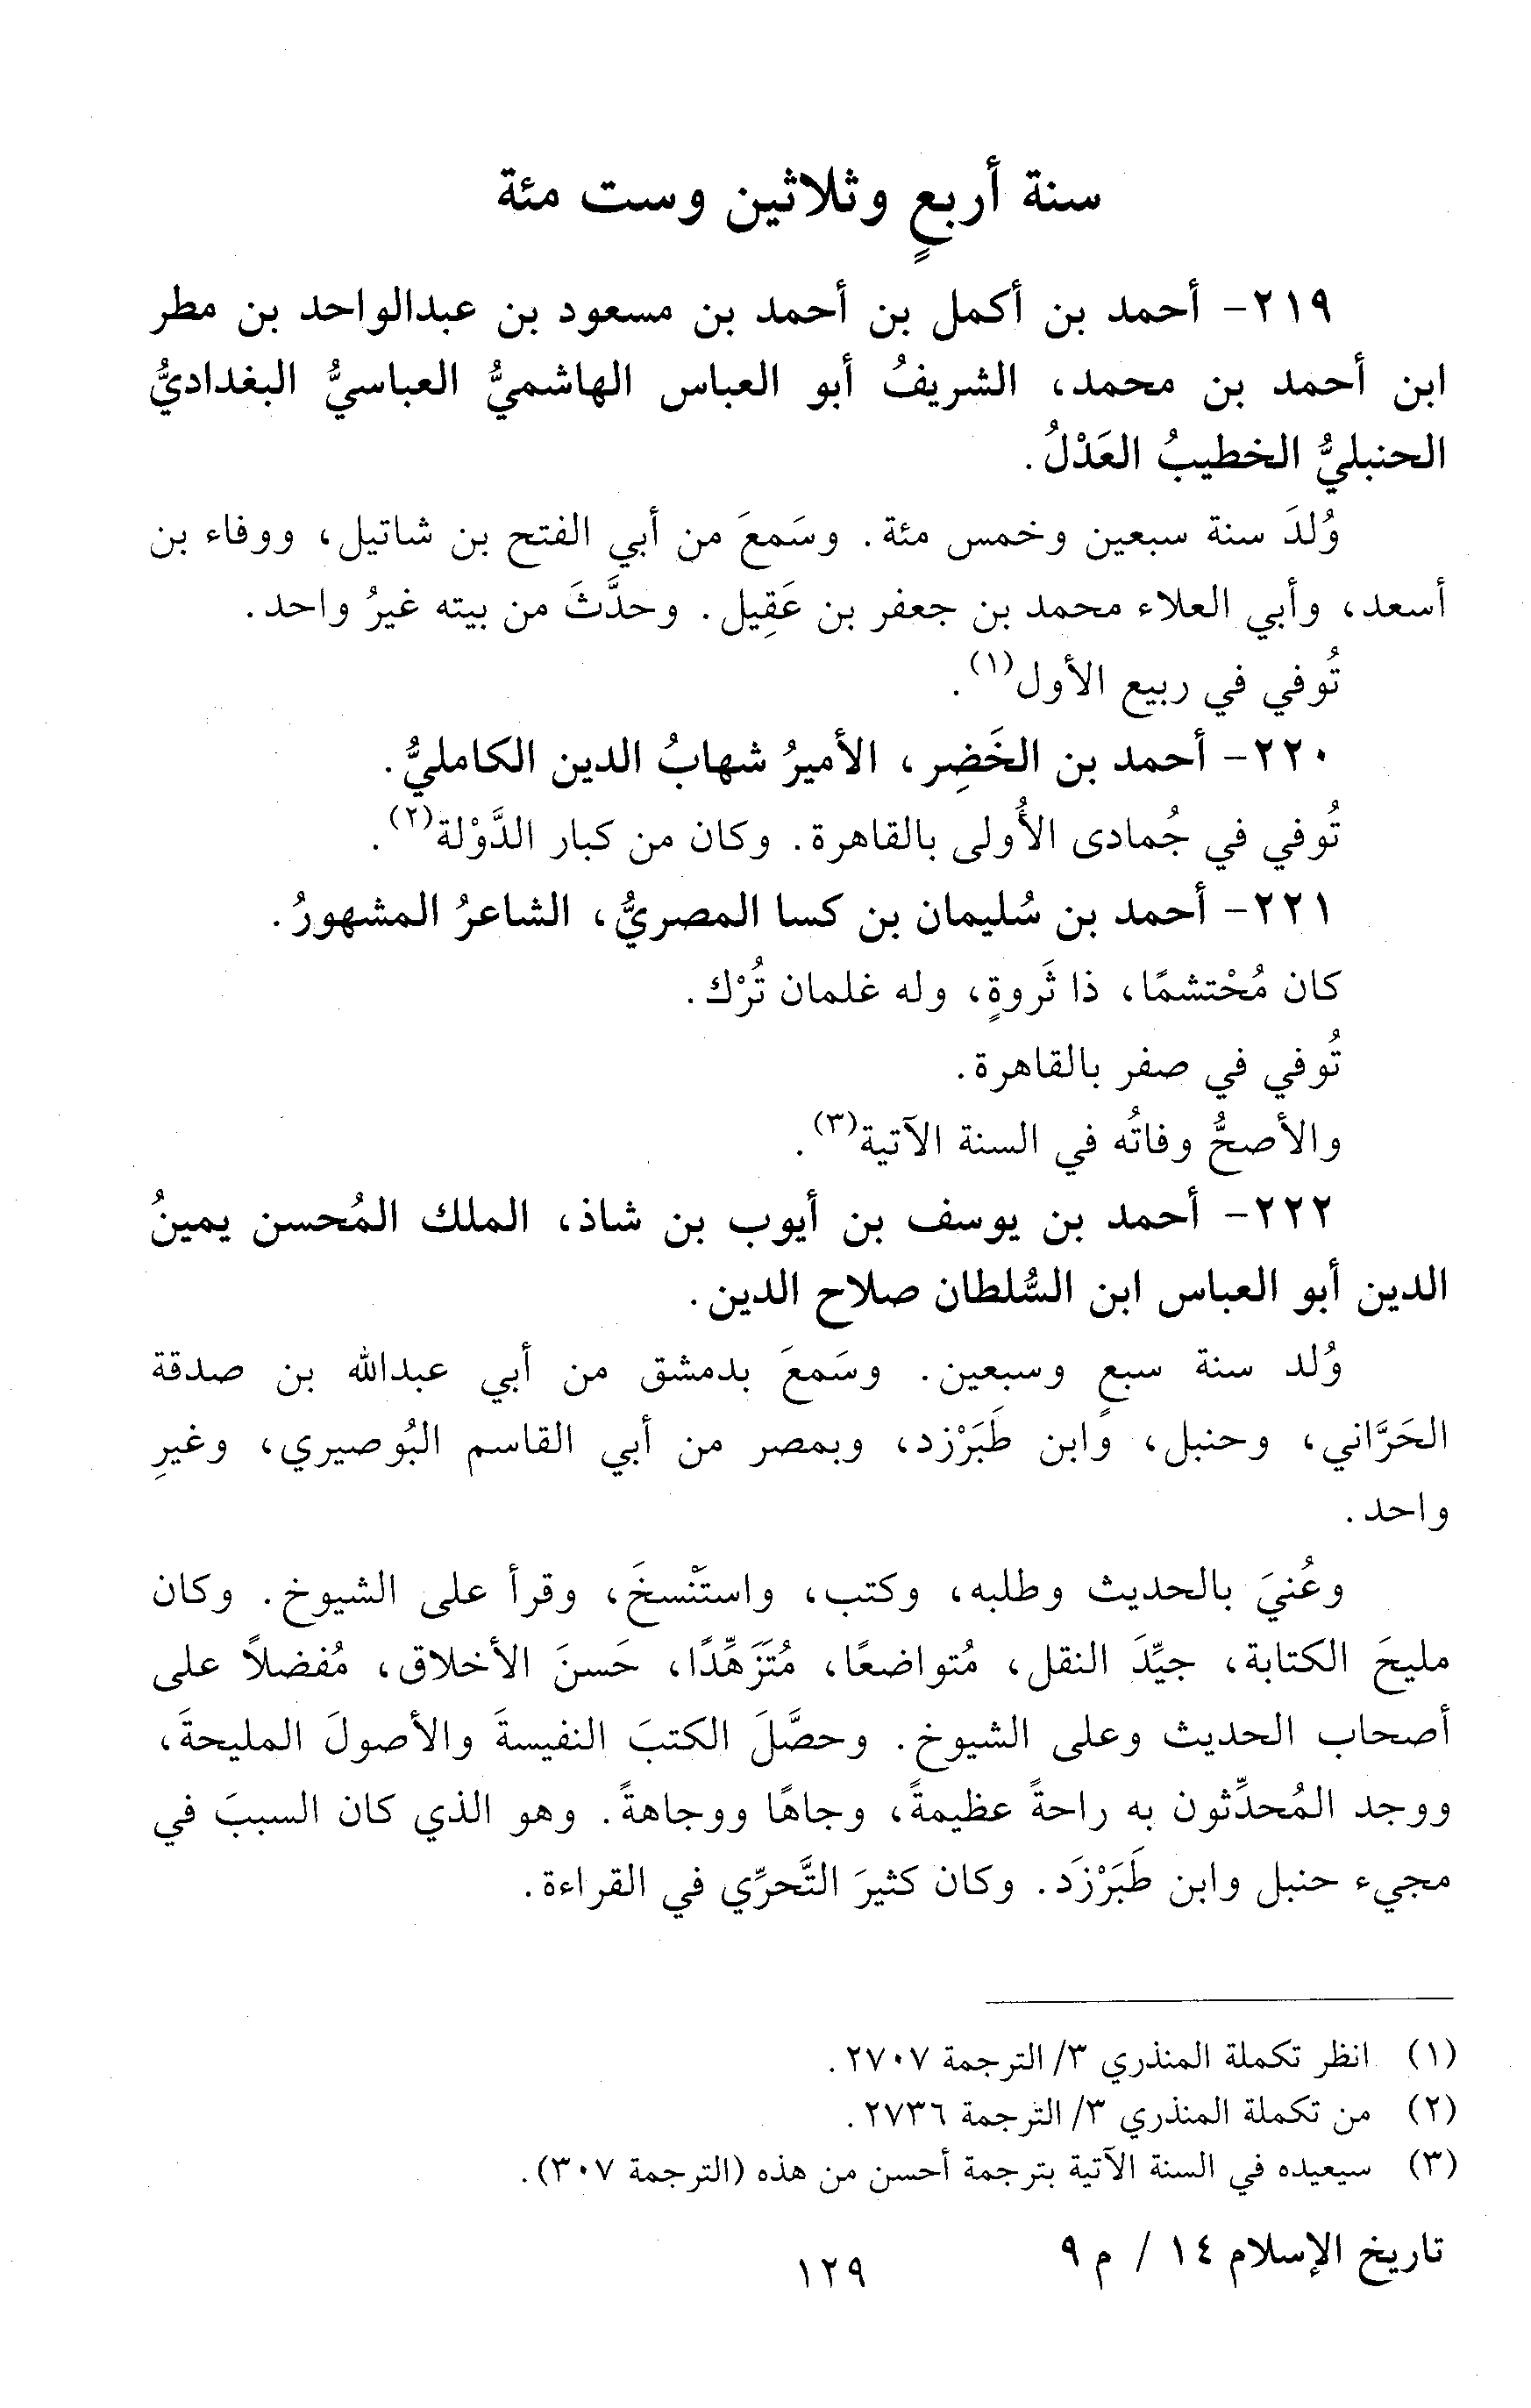 سنة أربعٍ وثلاثين وست مئة
٢١٩- أحمد بن أكمل بن أحمد بن مسعود بن عبدالواحد بن مطر
ابن أحمد بن محمد، الشريفُ أبو العباس الهاشميُّ العباسيُّ البغداديُّ
الحنبليُّ الخطيبُ العَدْلُ.
وُلدَ سنة سبعين وخمس مئة. وسَمعَ من أبي الفتح بن شاتيل، ووفاء بن
أسعد، وأبي العلاء محمد بن جعفر بن عَقِيل. وحدَّثَ من بيته غيرُ واحد.
تُوفي في ربيع الأول(١).
٢٢٠- أحمد بن الخَضِر، الأميرُ شهابُ الدين الكامليُّ.
تُوفي في جُمادى الأُولى بالقاهرة. وكان من كبار الدَّوْلة(٢).
٢٢١- أحمد بن سُليمان بن كسا المصريُّ، الشاعرُ المشهورُ.
كان مُحْتشمًا، ذا ثَروةٍ، وله غلمان تُرْك.
تُوفي في صفر بالقاهرة.
والأصحُّ وفاتُه في السنة الآتية(٣).
٢٢٢- أحمد بن يوسف بن أيوب بن شاذ، الملك المُحسن يمينُ
الدين أبو العباس ابن السُّلطان صلاح الدين.
وُلد سنة سبعٍ وسبعين. وسَمعَ بدمشق من أبي عبدالله بن صدقة
الحَرَّاني، وحنبل، وابن طَبَرْزد، وبمصر من أبي القاسم البُوصيري، وغيرِ
واحد.
وعُنيَ بالحديث وطلبه، وكتب، واستَنْسخَ، وقرأ على الشيوخ. وكان
مليحَ الكتابة، جيِّدَ النقل، مُتواضعًا، مُتَزَهِّدًا، حَسنَ الأخلاق، مُفضلاً على
أصحاب الحديث وعلى الشيوخ. وحصَّلَ الكتبَ النفيسةَ والأصولَ المليحةَ،
ووجد المُحدِّثون به راحةً عظيمةً، وجاهًا ووجاهةً. وهو الذي كان السببَ في
مجيء حنبل وابن طَبَرْزَد. وكان كثيرَ التَّحرِّي في القراءة.
(١) انظر تكملة المنذري ٣/ الترجمة ٢٧٠٧.
(٢) من تكملة المنذري ٣/ الترجمة ٢٧٣٦.
(٣) سيعيده في السنة الآتية بترجمة أحسن من هذه (الترجمة ٣٠٧).
تاريخ الإسلام ١٤ / م ٩
١٢٩